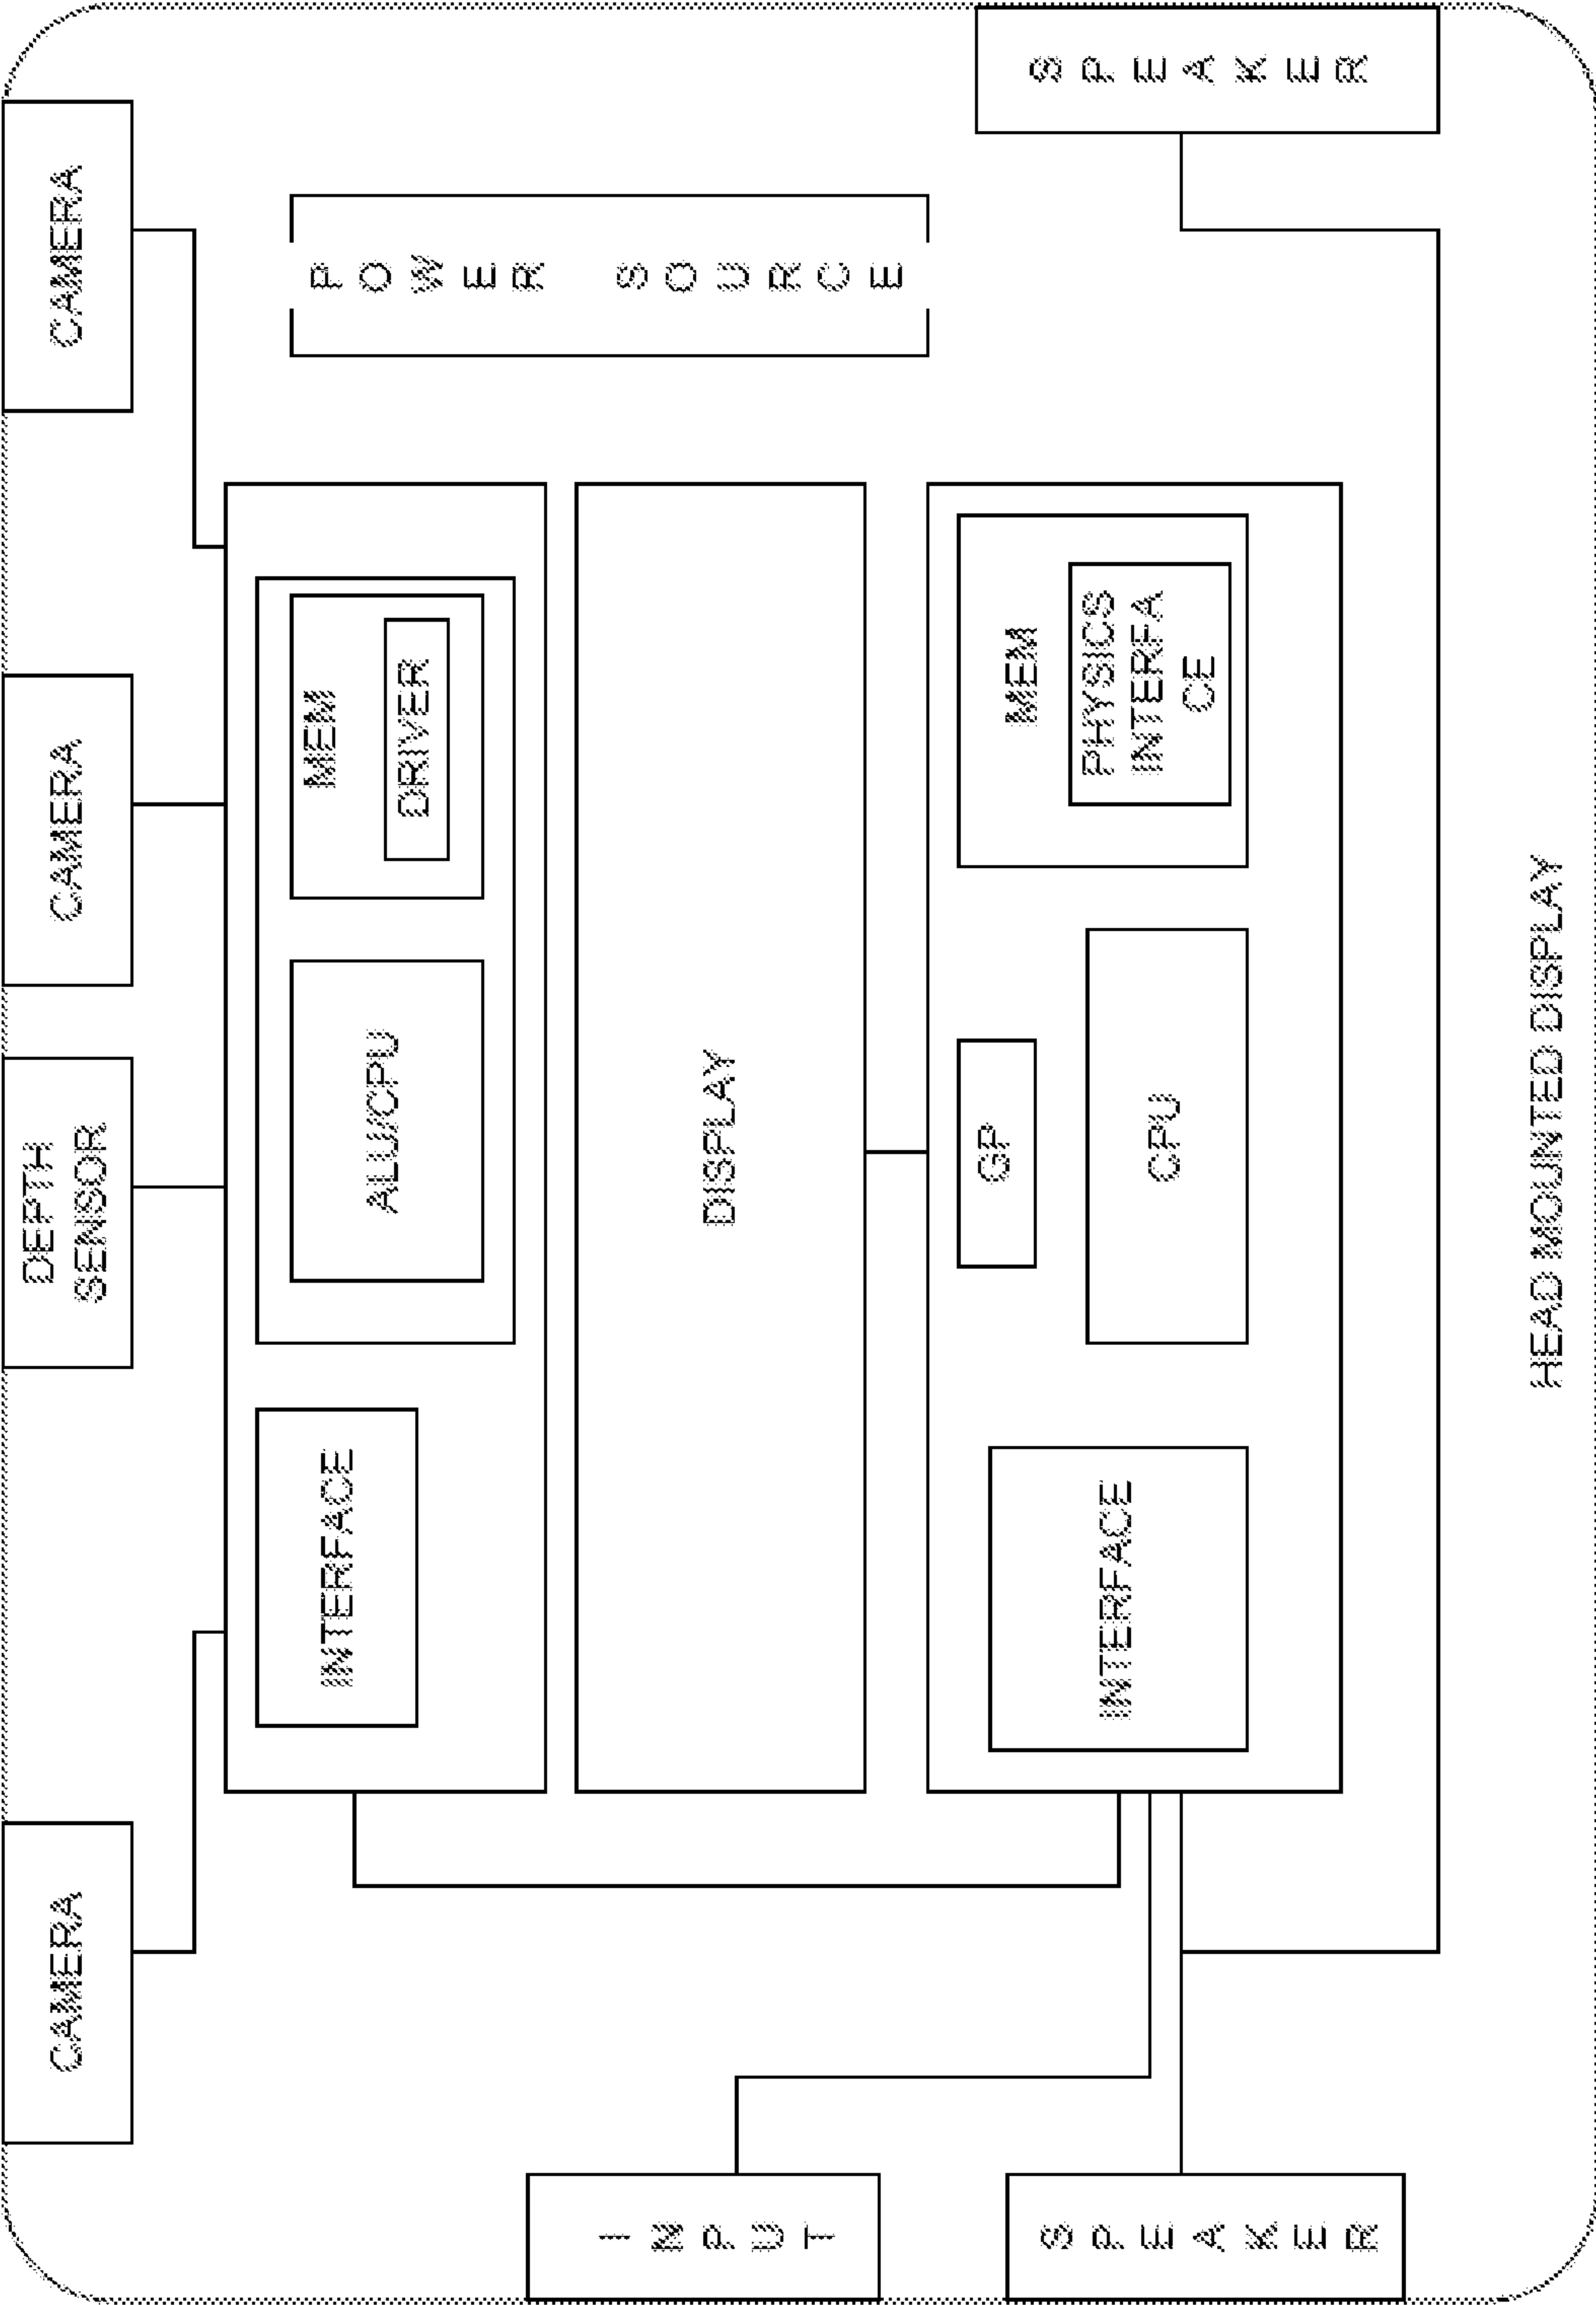 CAMERA
DEPTH
SENSOR
CAMERA
CAMERA
INTERFACE
ALU/CPU
MEM
DRIVER
POWER SOURCE
INPUT
DISPLAY
SPEAKER
INTERFACE
GP
CPU
MEM
PHYSICS
INTERFA
CE
SPEAKER
HEAD MOUNTED DISPLAY